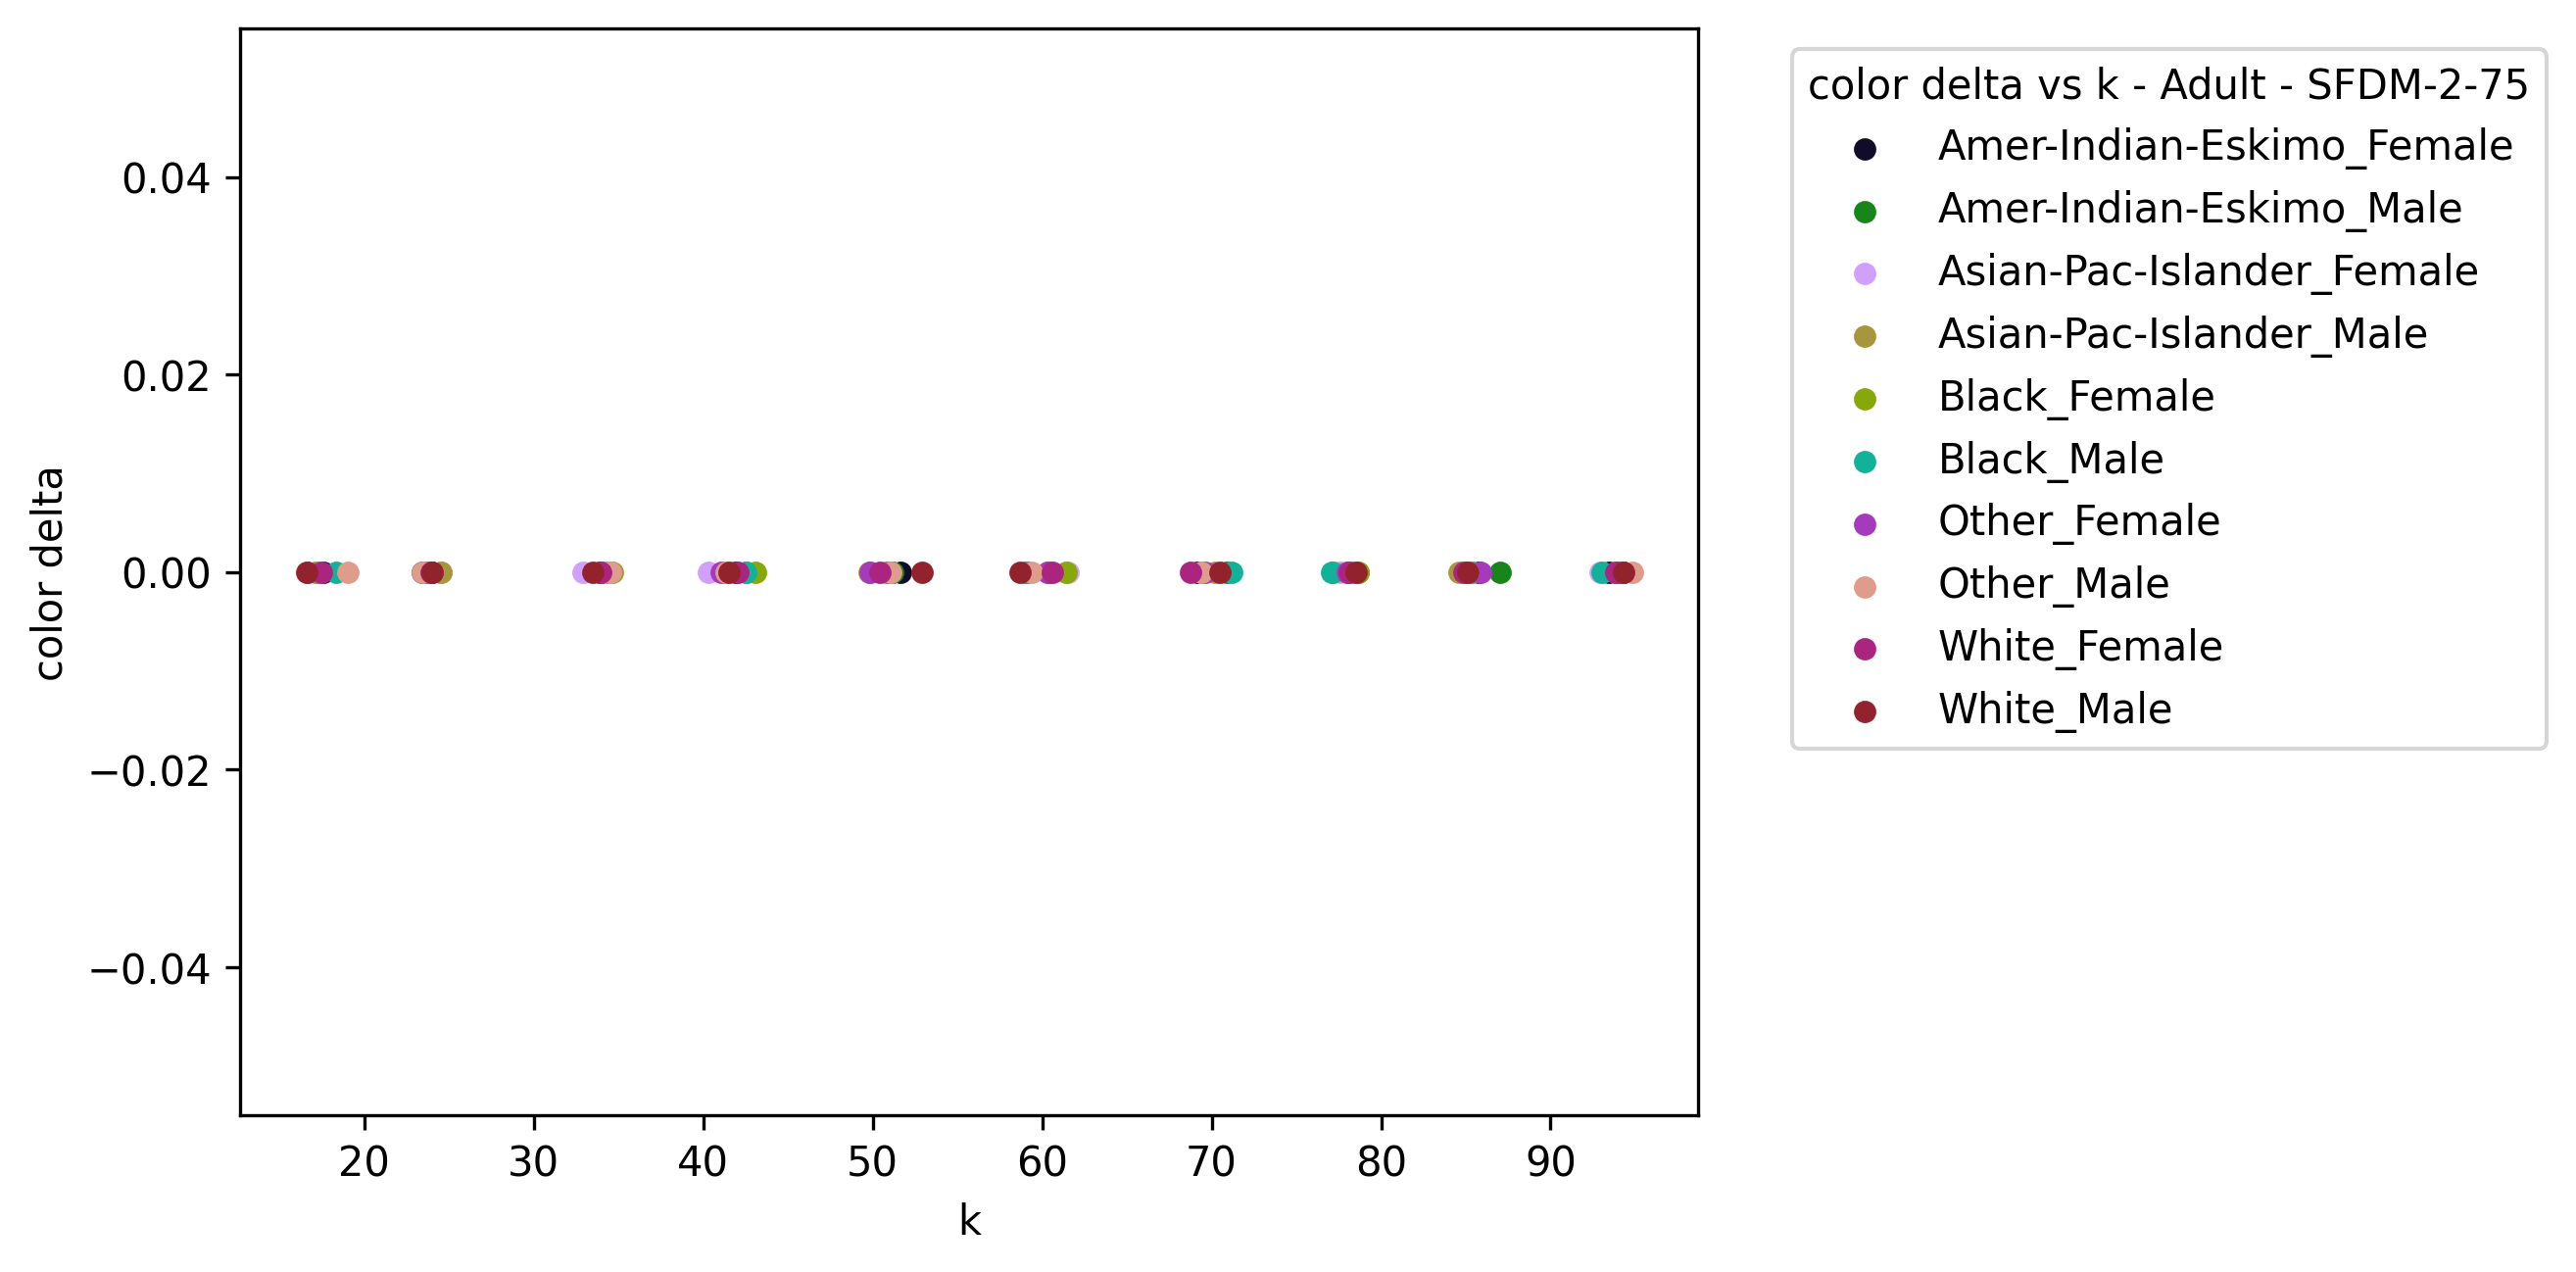 color delta vs k - Adult - SFDM-2-75
Amer-Indian-Eskimo_Female
Amer-Indian-Eskimo_Male
Asian-Pac-Islander_Female
Asian-Pac-Islander_Male
Black_Female
Black_Male
Other_Female
Other_Male
White_Female
White_Male
color delta
0.04
0.02
0.00
−0.02
−0.04
20 30 40 50 60 70 80 90
k